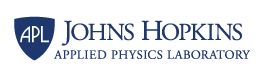 APL
JOHNS HOPKINS
APPLIED PHYSICS LABORATORY